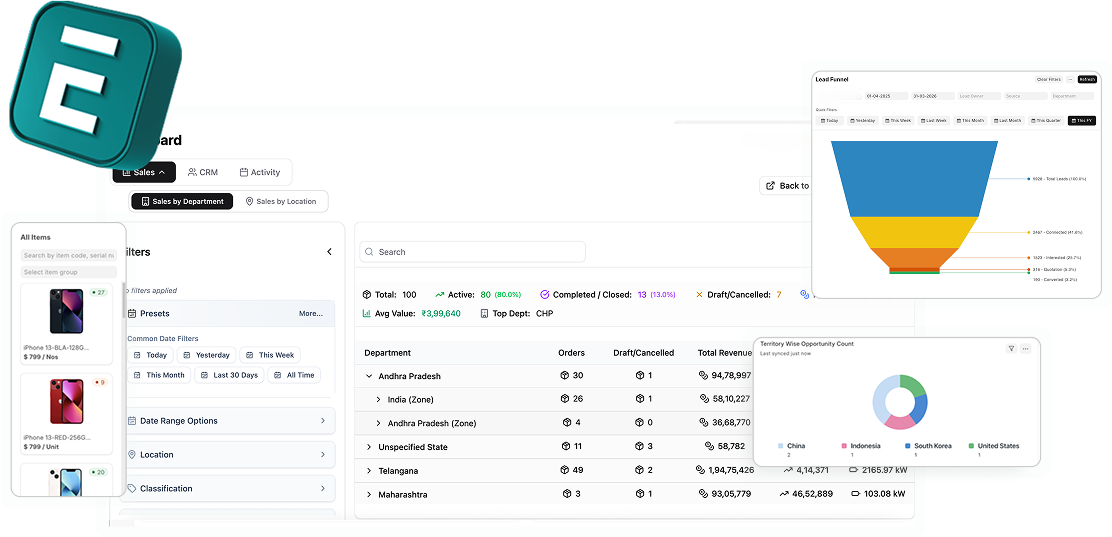 E
Lead Funnel
Clear Filters
Refresh
01-04-2025
31-03-2026
Lead Owner
Source
Department
Quick Filters
Today
Yesterday
This Week
Last Week
This Month
Last Month
This Quarter
This FY
5928 - Total Leads (100.0%)
2467 - Connected (41.6%)
Interested
Quotation
190 - Converted (3.2%)
oard
Sales
CRM
Activity
Back to
Sales by Department
Sales by Location
All Items
Search by item code, serial n
Select item group
27
iPhone 13-BLA-128G...
$ 799 / Nos
9
iPhone 13-RED-256G...
$ 799 / Unit
20
ilters
o filters applied
Presets
More...
Common Date Filters
Today
Yesterday
This Week
This Month
Last 30 Days
All Time
Date Range Options
Location
Classification
Search
Total: 100
Active: 80 (80.0%)
Completed / Closed: 13 (13.0%)
Draft/Cancelled: 7
Avg Value: ₹3,99,640
Top Dept: CHP
Department Orders Draft/Cancelled Total Revenue
Andhra Pradesh 30 1 94,78,997
India (Zone) 26 1 58,10,227
Andhra Pradesh (Zone) 4 0 36,68,770
Unspecified State 11 3 58,782
Telangana 49 2 1,94,75,426 4,14,371 2165.97 kW
Maharashtra 3 1 93,05,779 46,52,889 103.08 kW
Territory Wise Opportunity Count
Last synced just now
China
2
Indonesia
1
South Korea
1
United States
1